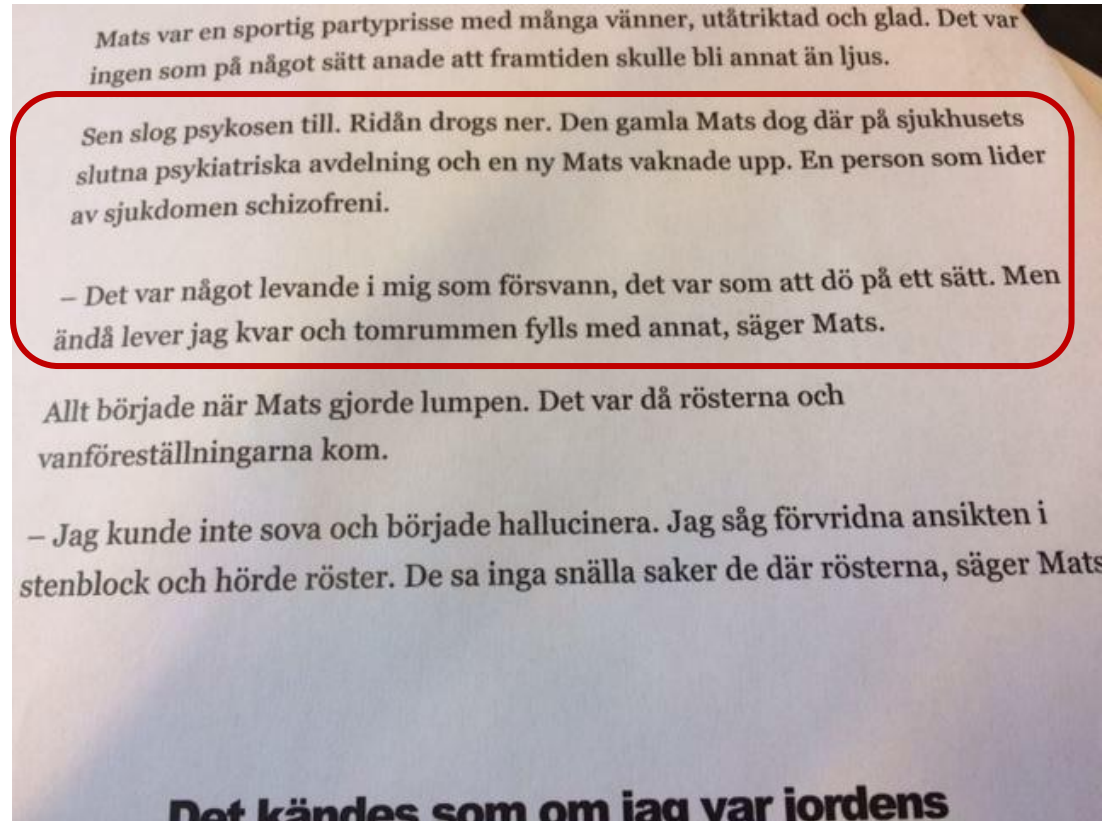 Mats var en sportig partyprisse med många vänner, utåtriktad och glad. Det var
ingen som på något sätt anade att framtiden skulle bli annat än ljus.
Sen slog psykosen till. Ridån drogs ner. Den gamla Mats dog där på sjukhusets
slutna psykiatriska avdelning och en ny Mats vaknade upp. En person som lider
av sjukdomen schizofreni.
– Det var något levande i mig som försvann, det var som att dö på ett sätt. Men
ändå lever jag kvar och tomrummen fylls med annat, säger Mats.
Allt började när Mats gjorde lumpen. Det var då rösterna och
vanföreställningarna kom.
– Jag kunde inte sova och började hallucinera. Jag såg förvridna ansikten i
stenblock och hörde röster. De sa inga snälla saker de där rösterna, säger Mats
Det kändes som om jag var jordens